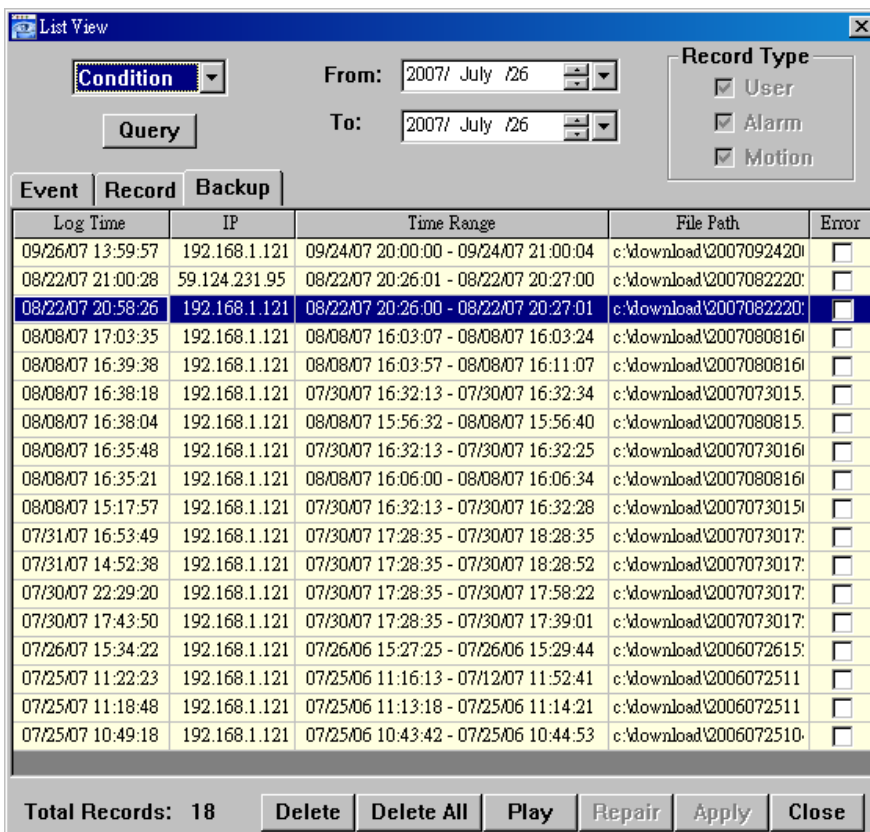 List View
Condition From: 2007/ July /26 Record Type
User
Query To: 2007/ July /26 Alarm
Motion
Event Record Backup
Log Time IP Time Range File Path Error
09/26/07 13:59:57 192.168.1.121 09/24/07 20:00:00 - 09/24/07 21:00:04 c:\download\200709242
08/22/07 21:00:28 59.124.231.95 08/22/07 20:26:01 - 08/22/07 20:27:00 c:\download\2007082220
08/22/07 20:58:26 192.168.1.121 08/22/07 20:26:00 - 08/22/07 20:27:01 c:\download\2007082220
08/08/07 17:03:35 192.168.1.121 08/08/07 16:03:07 - 08/08/07 16:03:24 c:\download\2007080816
08/08/07 16:39:38 192.168.1.121 08/08/07 16:03:57 - 08/08/07 16:11:07 c:\download\2007080816
08/08/07 16:38:18 192.168.1.121 07/30/07 16:32:13 - 07/30/07 16:32:34 c:\download\2007073015
08/08/07 16:38:04 192.168.1.121 08/08/07 15:56:32 - 08/08/07 15:56:40 c:\download\2007080815
08/08/07 16:35:48 192.168.1.121 07/30/07 16:32:13 - 07/30/07 16:32:25 c:\download\2007073016
08/08/07 16:35:21 192.168.1.121 08/08/07 16:06:00 - 08/08/07 16:06:34 c:\download\2007080816
08/08/07 15:17:57 192.168.1.121 07/30/07 16:32:13 - 07/30/07 16:32:28 c:\download\2007073015
07/31/07 16:53:49 192.168.1.121 07/30/07 17:28:35 - 07/30/07 18:28:35 c:\download\2007073017
07/31/07 14:52:38 192.168.1.121 07/30/07 17:28:35 - 07/30/07 18:28:52 c:\download\2007073017
07/30/07 22:29:20 192.168.1.121 07/30/07 17:28:35 - 07/30/07 17:58:22 c:\download\2007073017
07/30/07 17:43:50 192.168.1.121 07/30/07 17:28:35 - 07/30/07 17:39:01 c:\download\2007073017
07/26/07 15:34:22 192.168.1.121 07/26/06 15:27:25 - 07/26/06 15:29:44 c:\download\2006072615
07/25/07 11:22:23 192.168.1.121 07/25/06 11:16:13 - 07/12/07 11:52:41 c:\download\2006072511
07/25/07 11:18:48 192.168.1.121 07/25/06 11:13:18 - 07/25/06 11:14:21 c:\download\2006072511
07/25/07 10:49:18 192.168.1.121 07/25/06 10:43:42 - 07/25/06 10:44:53 c:\download\2006072510
Total Records: 18 Delete Delete All Play Repair Apply Close